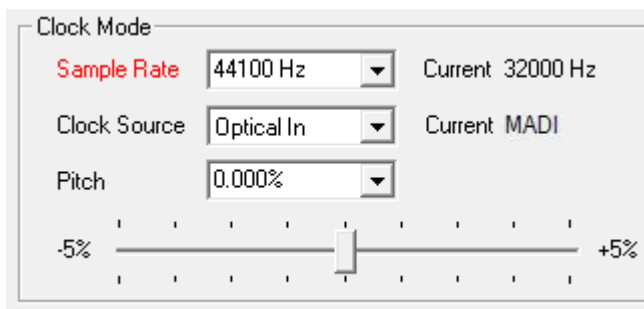 Clock Mode
Sample Rate 44100 Hz Current 32000 Hz
Clock Source Optical In Current MADI
Pitch 0.000%
-5% +5%